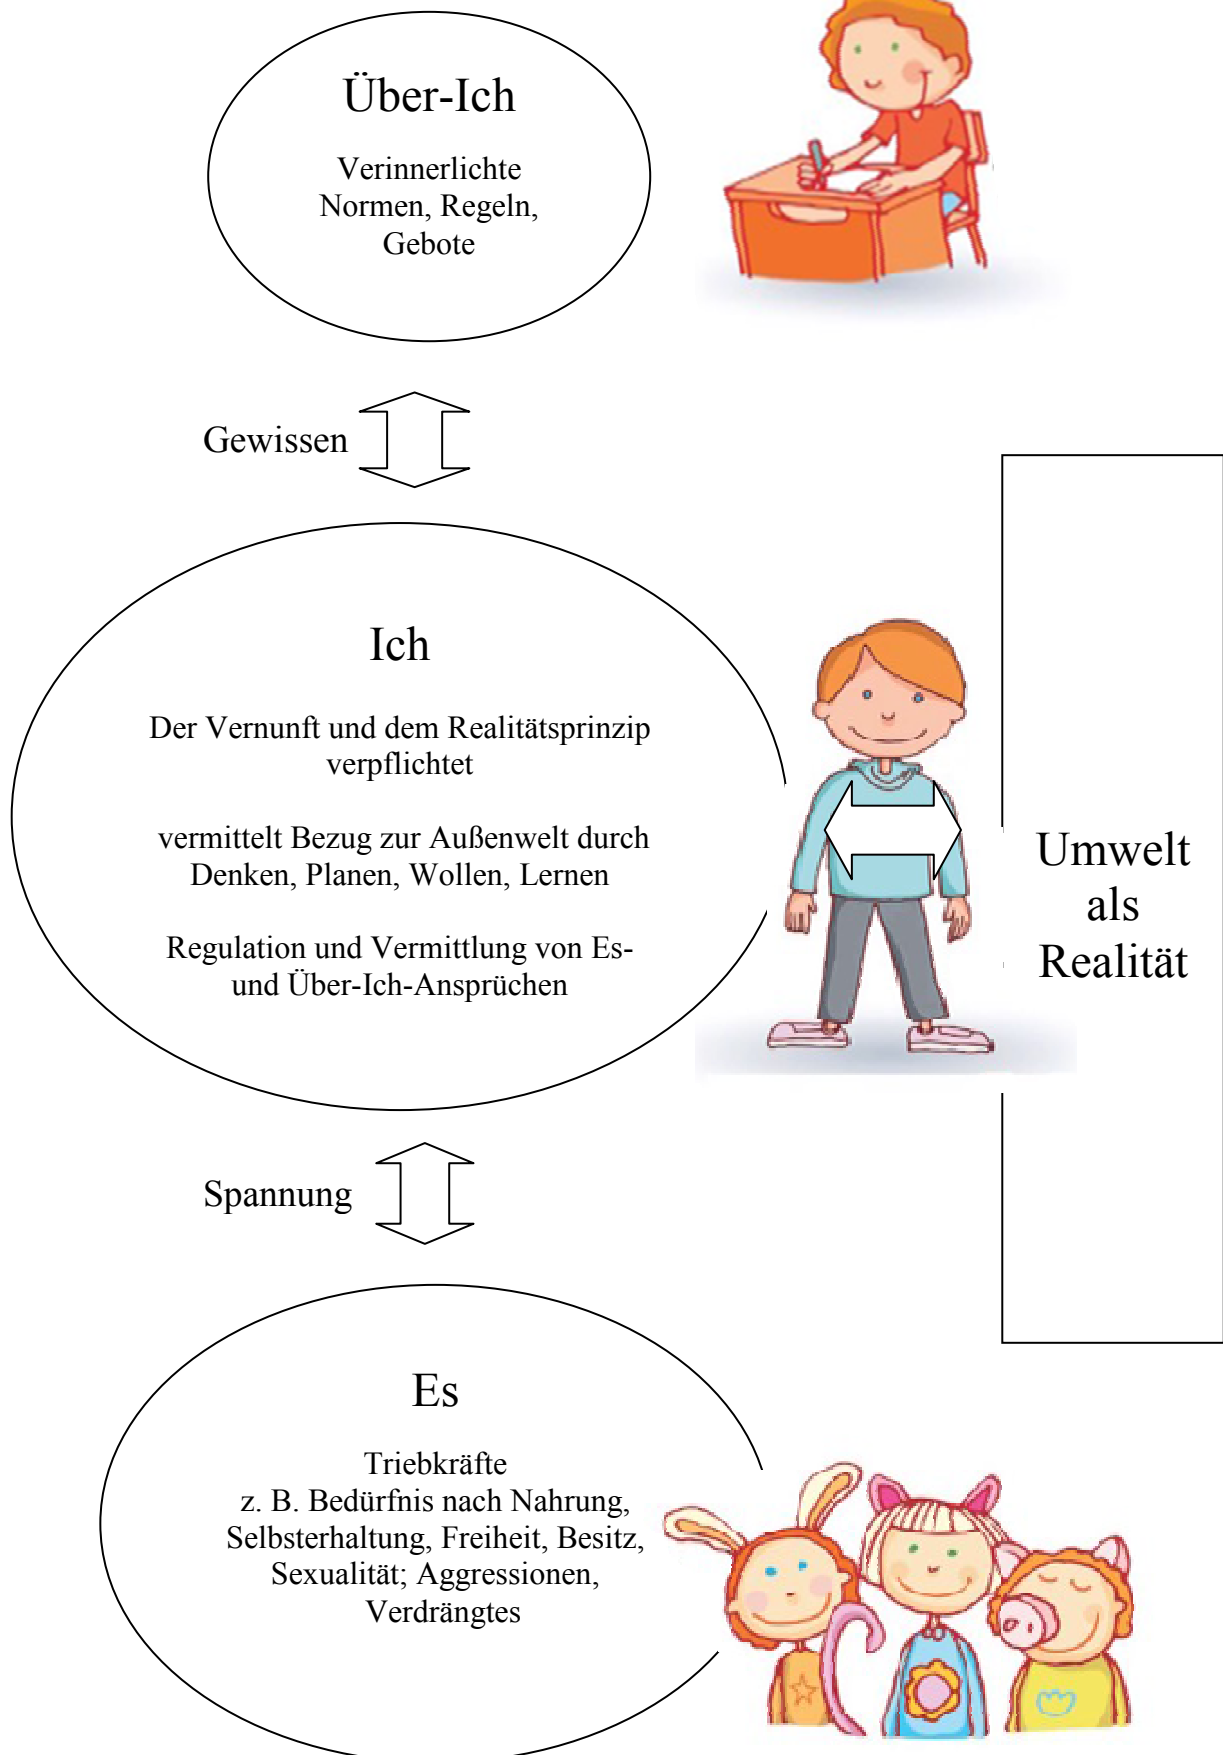 Über-Ich
Verinnerlichte
Normen, Regeln,
Gebote
Gewissen
Ich
Der Vernunft und dem Realitätsprinzip
verpflichtet
vermittelt Bezug zur Außenwelt durch
Denken, Planen, Wollen, Lernen
Regulation und Vermittlung von Es-
und Über-Ich-Ansprüchen
Umwelt
als
Realität
Spannung
Es
Triebkräfte
z. B. Bedürfnis nach Nahrung,
Selbsterhaltung, Freiheit, Besitz,
Sexualität; Aggressionen,
Verdrängtes